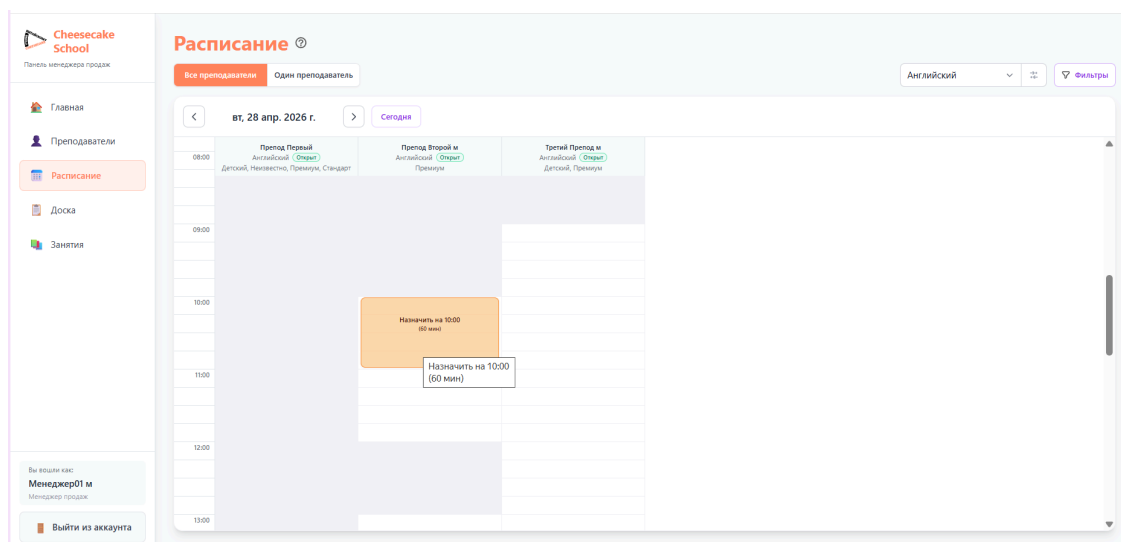 Cheesecake
School
Панель менеджера продаж
Главная
Преподаватели
Расписание
Доска
Занятия
Вы вошли как:
Менеджер01 м
Менеджер продаж
Выйти из аккаунта
Расписание
Все преподаватели
Один преподаватель
Английский
Фильтры
вт, 28 апр. 2026 г.
Сегодня
Препод Первый
Английский Открыт
Детский, Неизвестно, Премиум, Стандарт
Препод Второй м
Английский Открыт
Премиум
Третий Препод м
Английский Открыт
Детский, Премиум
08:00
09:00
10:00
Назначить на 10:00
(60 мин)
Назначить на 10:00
(60 мин)
11:00
12:00
13:00